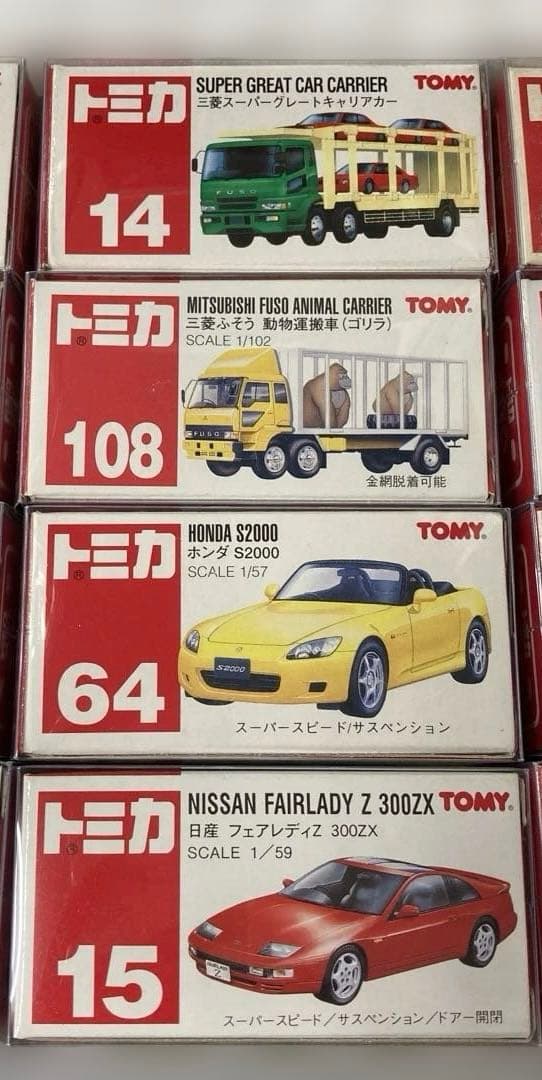 トミカ
14
SUPER GREAT CAR CARRIER
TOMY
三菱スーパーグレートキャリアカー
FUSO
トミカ
108
MITSUBISHI FUSO ANIMAL CARRIER
TOMY
三菱ふそう 動物運搬車(ゴリラ)
SCALE 1/102
FUSO
金網脱着可能
トミカ
64
HONDA S2000
TOMY
ホンダ S2000
SCALE 1/57
S2000
スーパースピード/サスペンション
トミカ
15
NISSAN FAIRLADY Z 300ZX
TOMY
日産 フェアレディZ 300ZX
SCALE 1/59
FAIRLADY
Z
スーパースピード/サスペンション/ドアー開閉